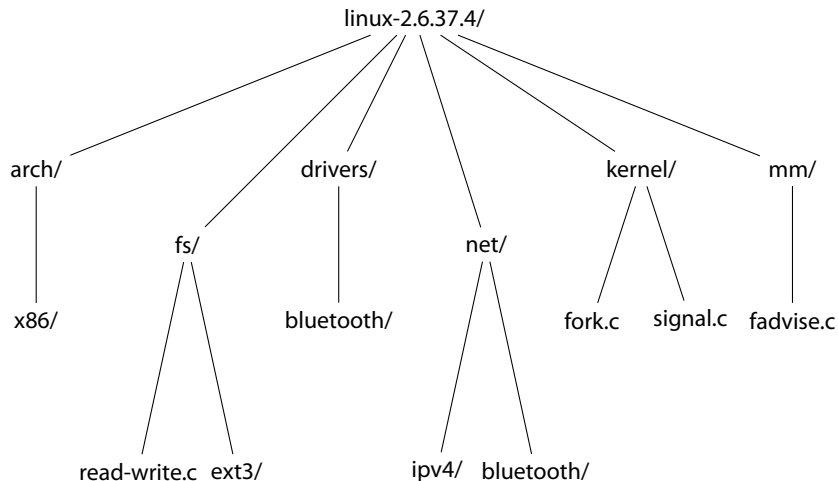 linux-2.6.37.4/
arch/
drivers/
kernel/
mm/
fs/
net/
x86/
bluetooth/
fork.c
signal.c
fadvise.c
read-write.c
ext3/
ipv4/
bluetooth/